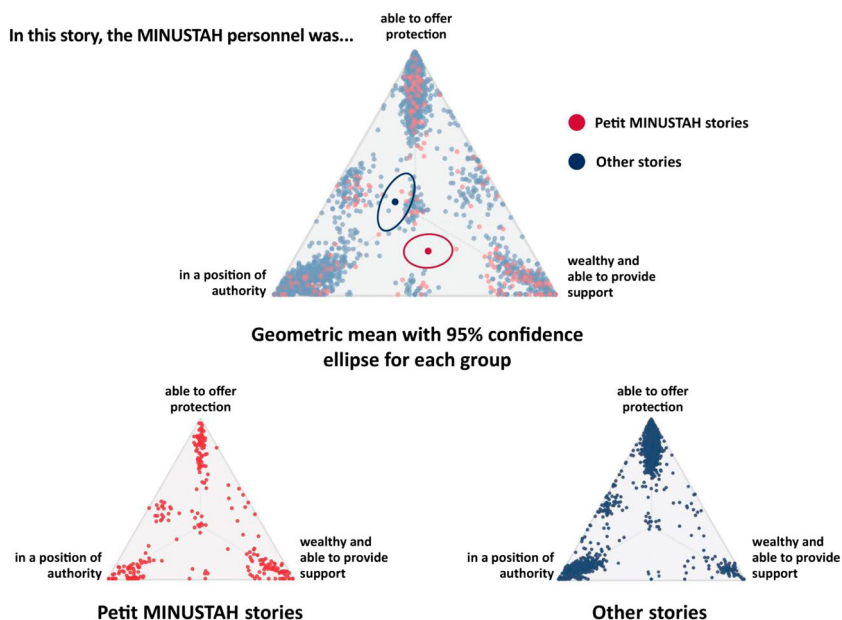 In this story, the MINUSTAH personnel was...
able to offer
protection
Petit MINUSTAH stories
Other stories
in a position of
authority
wealthy and
able to provide
support
Geometric mean with 95% confidence
ellipse for each group
able to offer
protection
in a position of
authority
wealthy and
able to provide
support
Petit MINUSTAH stories
able to offer
protection
in a position of
authority
wealthy and
able to provide
support
Other stories